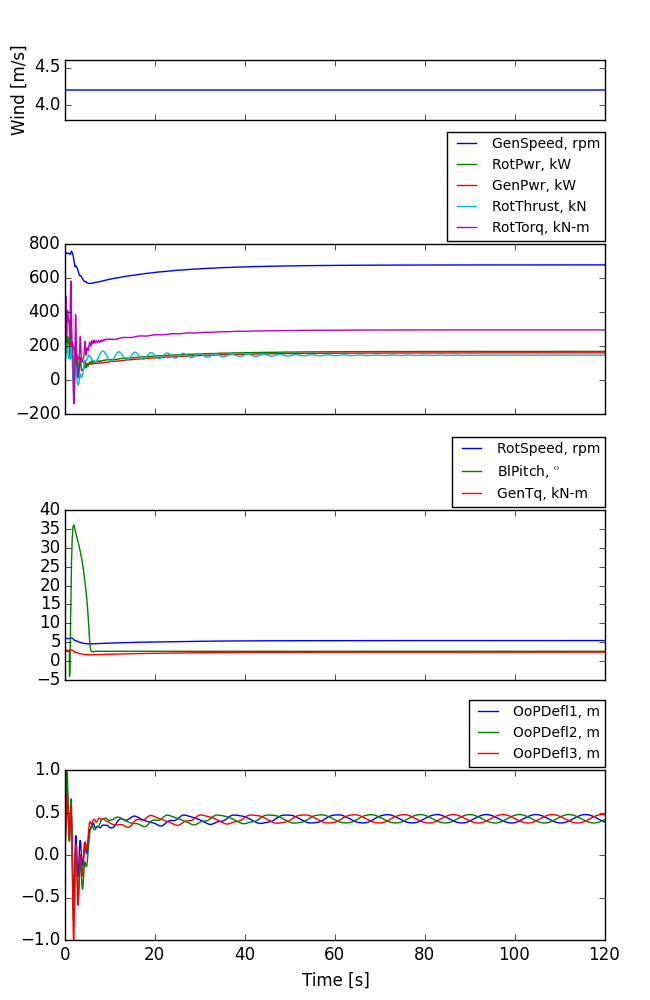 Wind [m/s]
4.5
4.0
GenSpeed, rpm
RotPwr, kW
GenPwr, kW
RotThrust, kN
RotTorq, kN-m
800
600
400
200
0
−200
RotSpeed, rpm
BlPitch, °
GenTq, kN-m
40
35
30
25
20
15
10
5
0
−5
OoPDefl1, m
OoPDefl2, m
OoPDefl3, m
1.0
0.5
0.0
−0.5
−1.0
0 20 40 60 80 100 120
Time [s]